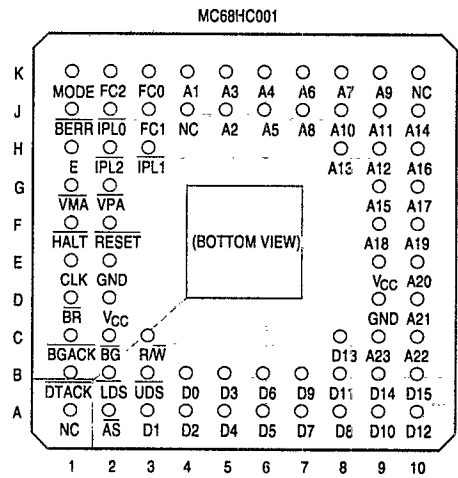 MC68HC001
K
MODE FC2 FC0 A1 A3 A4 A6 A7 A9 NC
J
BERR IPL0 FC1 NC A2 A5 A8 A10 A11 A14
H
E IPL2 IPL1 A13 A12 A16
G
VMA VPA A15 A17
F
HALT RESET A18 A19
E
CLK GND VCC A20
D
BR VCC GND A21
C
BGACK BG R/W D13 A23 A22
B
DTACK LDS UDS D0 D3 D6 D9 D11 D14 D15
A
NC AS D1 D2 D4 D5 D7 D8 D10 D12
(BOTTOM VIEW)
1 2 3 4 5 6 7 8 9 10